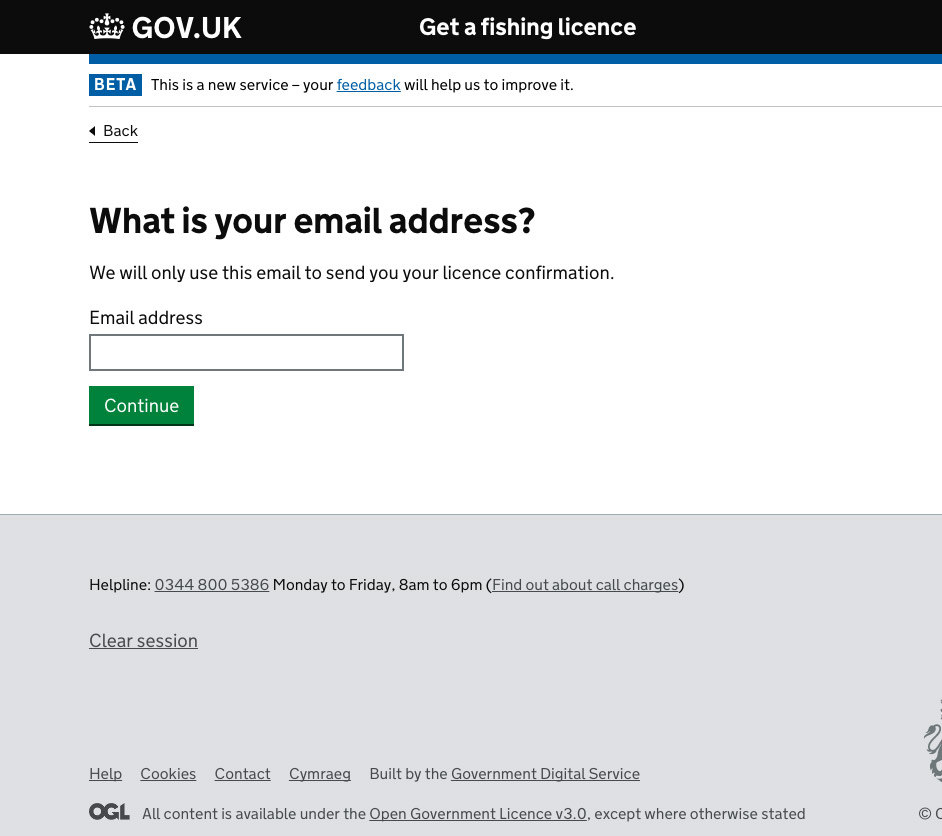 GOV.UK Get a fishing licence
BETA This is a new service – your feedback will help us to improve it.
Back
What is your email address?
We will only use this email to send you your licence confirmation.
Email address
Continue
Helpline: 0344 800 5386 Monday to Friday, 8am to 6pm (Find out about call charges)
Clear session
Help Cookies Contact Cymraeg Built by the Government Digital Service
OGL All content is available under the Open Government Licence v3.0, except where otherwise stated
©